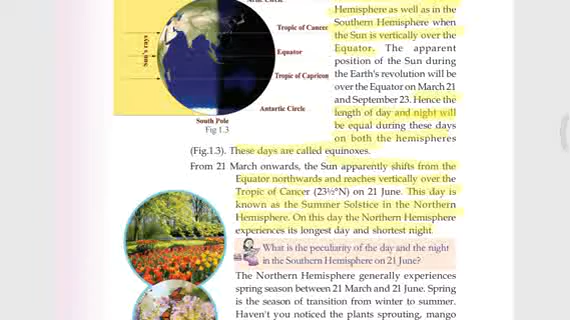 Arctic Circle
Tropic of Cancer
Equator
Tropic of Capricorn
Antartic Circle
South Pole
Sun's rays
Fig 1.3
Hemisphere as well as in the
Southern Hemisphere when
the Sun is vertically over the
Equator. The apparent
position of the Sun during
the Earth's revolution will be
over the Equator on March 21
and September 23. Hence the
length of day and night will
be equal during these days
on both the hemispheres
(Fig.1.3). These days are called equinoxes.
From 21 March onwards, the Sun apparently shifts from the
Equator northwards and reaches vertically over the
Tropic of Cancer (23½°N) on 21 June. This day is
known as the Summer Solstice in the Northern
Hemisphere. On this day the Northern Hemisphere
experiences its longest day and shortest night.
What is the peculiarity of the day and the night
in the Southern Hemisphere on 21 June?
The Northern Hemisphere generally experiences
spring season between 21 March and 21 June. Spring
is the season of transition from winter to summer.
Haven't you noticed the plants sprouting, mango